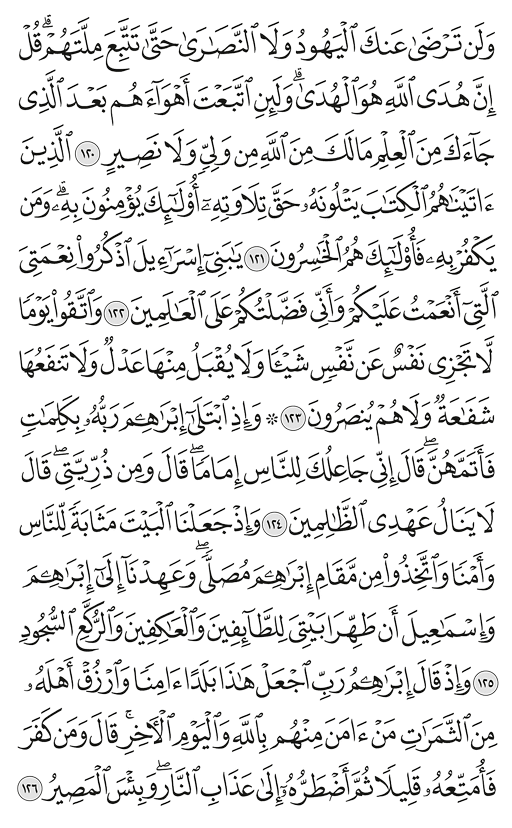 وَلَن تَرْضَىٰ عَنكَ ٱلْيَهُودُ وَلَا ٱلنَّصَـٰرَىٰ حَتَّىٰ تَتَّبِعَ مِلَّتَهُمْ ۗ قُلْ
إِنَّ هُدَى ٱللَّهِ هُوَ ٱلْهُدَىٰ ۗ وَلَئِنِ ٱتَّبَعْتَ أَهْوَآءَهُم بَعْدَ ٱلَّذِى
جَآءَكَ مِنَ ٱلْعِلْمِ مَا لَكَ مِنَ ٱللَّهِ مِن وَلِىٍّ وَلَا نَصِيرٍ ١٢٠ ٱلَّذِينَ
ءَاتَيْنَـٰهُمُ ٱلْكِتَـٰبَ يَتْلُونَهُۥ حَقَّ تِلَاوَتِهِۦٓ أُو۟لَـٰٓئِكَ يُؤْمِنُونَ بِهِۦ ۗ وَمَن
يَكْفُرْ بِهِۦ فَأُو۟لَـٰٓئِكَ هُمُ ٱلْخَـٰسِرُونَ ١٢١ يَـٰبَنِىٓ إِسْرَٰٓءِيلَ ٱذْكُرُوا۟ نِعْمَتِىَ
ٱلَّتِىٓ أَنْعَمْتُ عَلَيْكُمْ وَأَنِّى فَضَّلْتُكُمْ عَلَى ٱلْعَـٰلَمِينَ ١٢٢ وَٱتَّقُوا۟ يَوْمًا
لَّا تَجْزِى نَفْسٌ عَن نَّفْسٍ شَيْـًٔا وَلَا يُقْبَلُ مِنْهَا عَدْلٌ وَلَا تَنفَعُهَا
شَفَـٰعَةٌ وَلَا هُمْ يُنصَرُونَ ١٢٣ ۞ وَإِذِ ٱبْتَلَىٰٓ إِبْرَٰهِـۧمَ رَبُّهُۥ بِكَلِمَـٰتٍ
فَأَتَمَّهُنَّ ۖ قَالَ إِنِّى جَاعِلُكَ لِلنَّاسِ إِمَامًا ۖ قَالَ وَمِن ذُرِّيَّتِى ۖ قَالَ
لَا يَنَالُ عَهْدِى ٱلظَّـٰلِمِينَ ١٢٤ وَإِذْ جَعَلْنَا ٱلْبَيْتَ مَثَابَةً لِّلنَّاسِ
وَأَمْنًا وَٱتَّخِذُوا۟ مِن مَّقَامِ إِبْرَٰهِـۧمَ مُصَلًّى ۖ وَعَهِدْنَآ إِلَىٰٓ إِبْرَٰهِـۧمَ
وَإِسْمَـٰعِيلَ أَن طَهِّرَا بَيْتِىَ لِلطَّآئِفِينَ وَٱلْعَـٰكِفِينَ وَٱلرُّكَّعِ ٱلسُّجُودِ
١٢٥ وَإِذْ قَالَ إِبْرَٰهِـۧمُ رَبِّ ٱجْعَلْ هَـٰذَا بَلَدًا ءَامِنًا وَٱرْزُقْ أَهْلَهُۥ
مِنَ ٱلثَّمَرَٰتِ مَنْ ءَامَنَ مِنْهُم بِٱللَّهِ وَٱلْيَوْمِ ٱلْـَٔاخِرِ ۖ قَالَ وَمَن كَفَرَ
فَأُمَتِّعُهُۥ قَلِيلًا ثُمَّ أَضْطَرُّهُۥٓ إِلَىٰ عَذَابِ ٱلنَّارِ ۖ وَبِئْسَ ٱلْمَصِيرُ ١٢٦